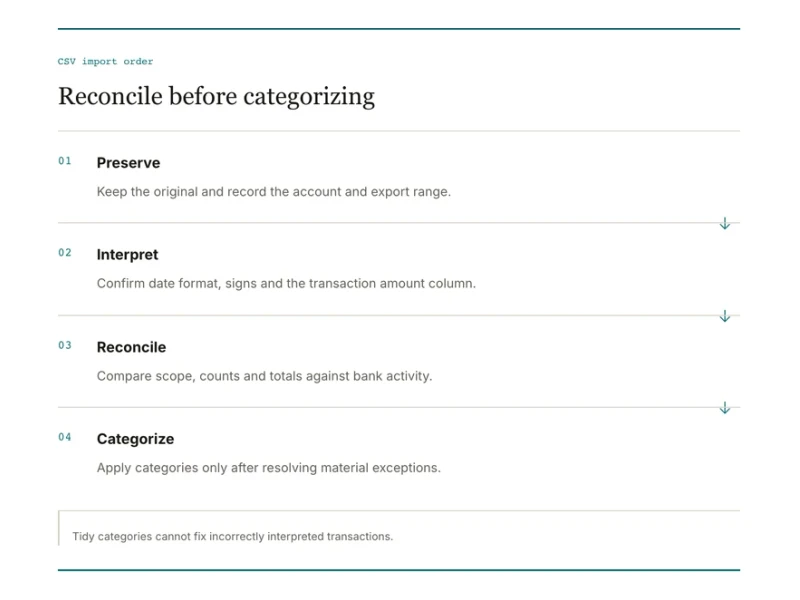 CSV import order
Reconcile before categorizing
01
Preserve
Keep the original and record the account and export range.
02
Interpret
Confirm date format, signs and the transaction amount column.
03
Reconcile
Compare scope, counts and totals against bank activity.
04
Categorize
Apply categories only after resolving material exceptions.
Tidy categories cannot fix incorrectly interpreted transactions.